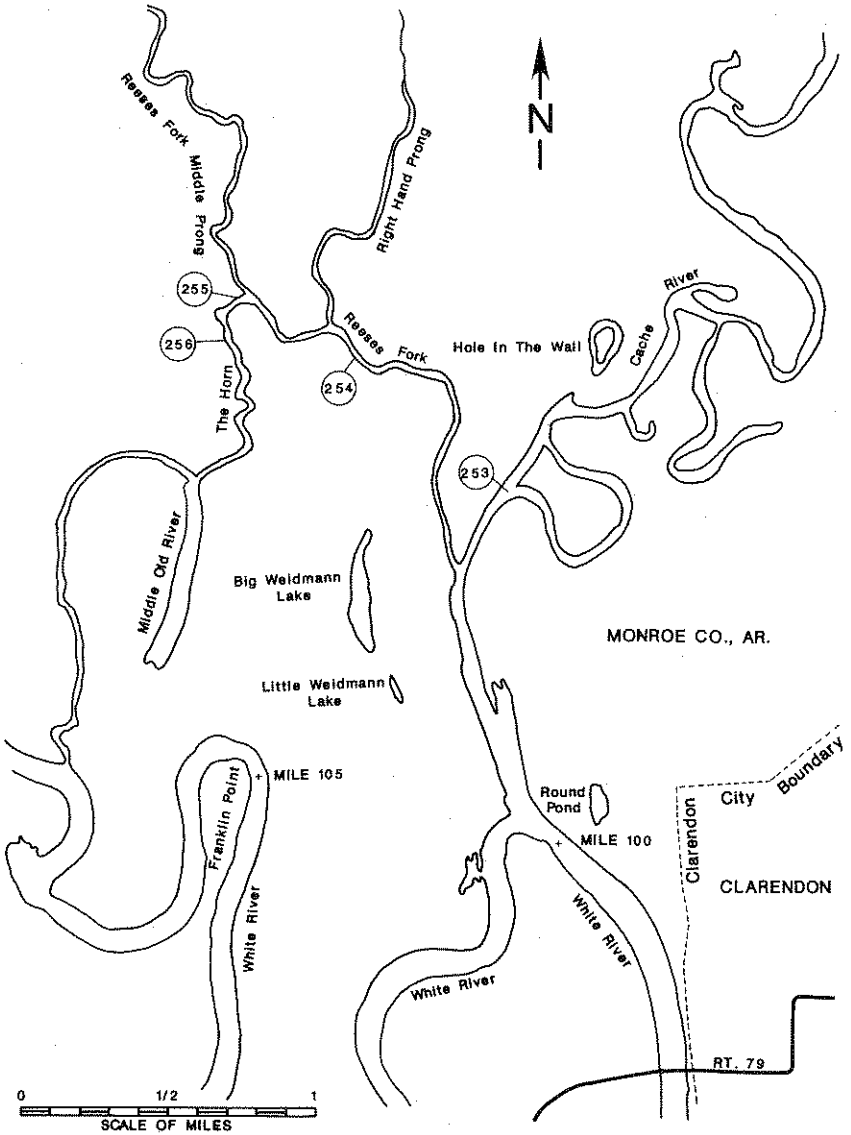 Reeses Fork Middle Prong
Right Hand Prong
N
255
256
The Horn
254
Reeses Fork
Hole In The Wall
Cache River
253
Middle Old River
Big Weidmann
Lake
Little Weidmann
Lake
MONROE CO., AR.
Franklin Point
MILE 105
White River
Round
Pond
MILE 100
City Boundary
Clarendon
CLARENDON
White River
White River
RT. 79
0 1/2 1
SCALE OF MILES